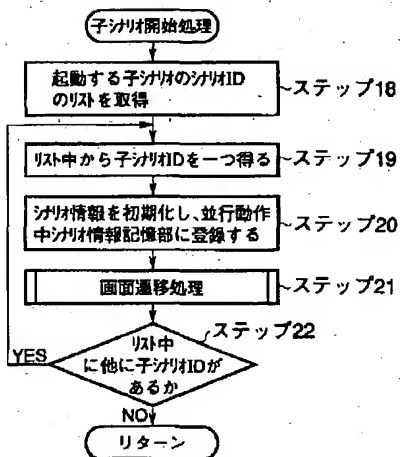 子シナリオ開始処理
起動する子シナリオのシナリオID
のリストを取得
ステップ18
リスト中から子シナリオIDを一つ得る
ステップ19
シナリオ情報を初期化し、並行動作
中シナリオ情報記憶部に登録する
ステップ20
画面遷移処理
ステップ21
ステップ22
リスト中
に他に子シナリオIDが
あるか
YES
NO
リターン